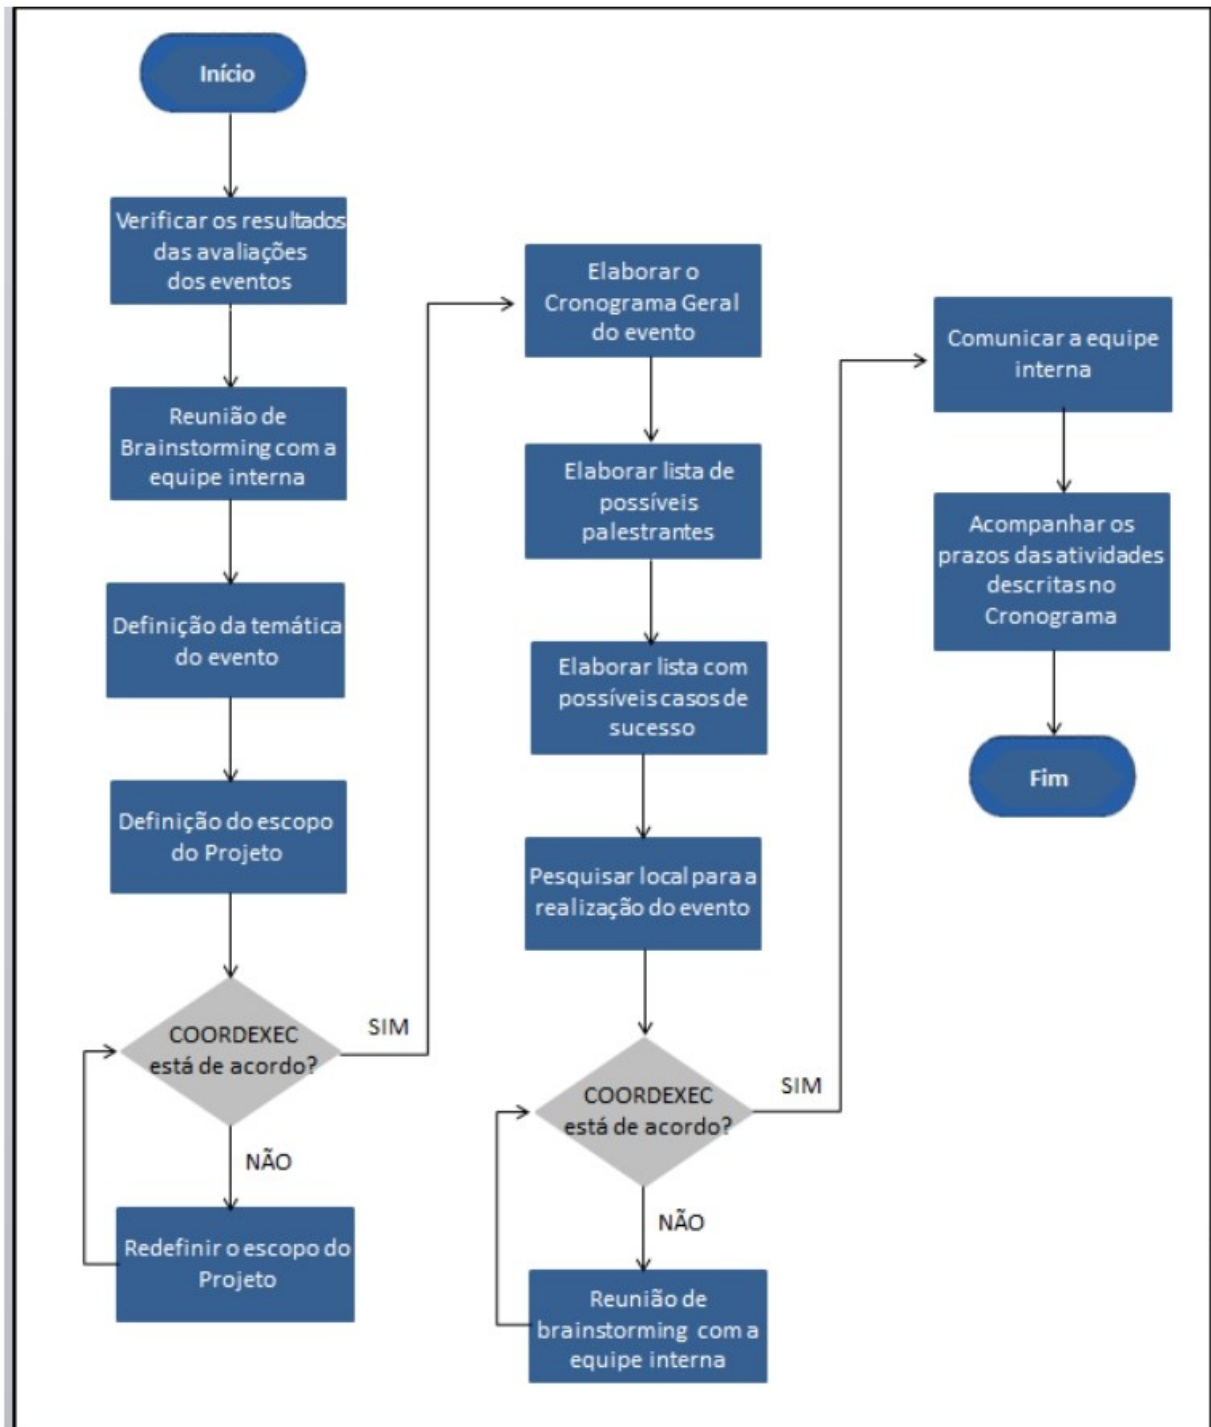 Início
Verificar os resultados
das avaliações
dos eventos
Reunião de
Brainstorming com a
equipe interna
Definição da temática
do evento
Definição do escopo
do Projeto
COORDEXEC
está de acordo?
SIM
NÃO
Redefinir o escopo do
Projeto
Elaborar o
Cronograma Geral
do evento
Elaborar lista de
possíveis
palestrantes
Elaborar lista com
possíveis casos de
sucesso
Pesquisar local para a
realização do evento
COORDEXEC
está de acordo?
SIM
NÃO
Reunião de
brainstorming com a
equipe interna
Comunicar a equipe
interna
Acompanhar os
prazos das atividades
descritas no
Cronograma
Fim